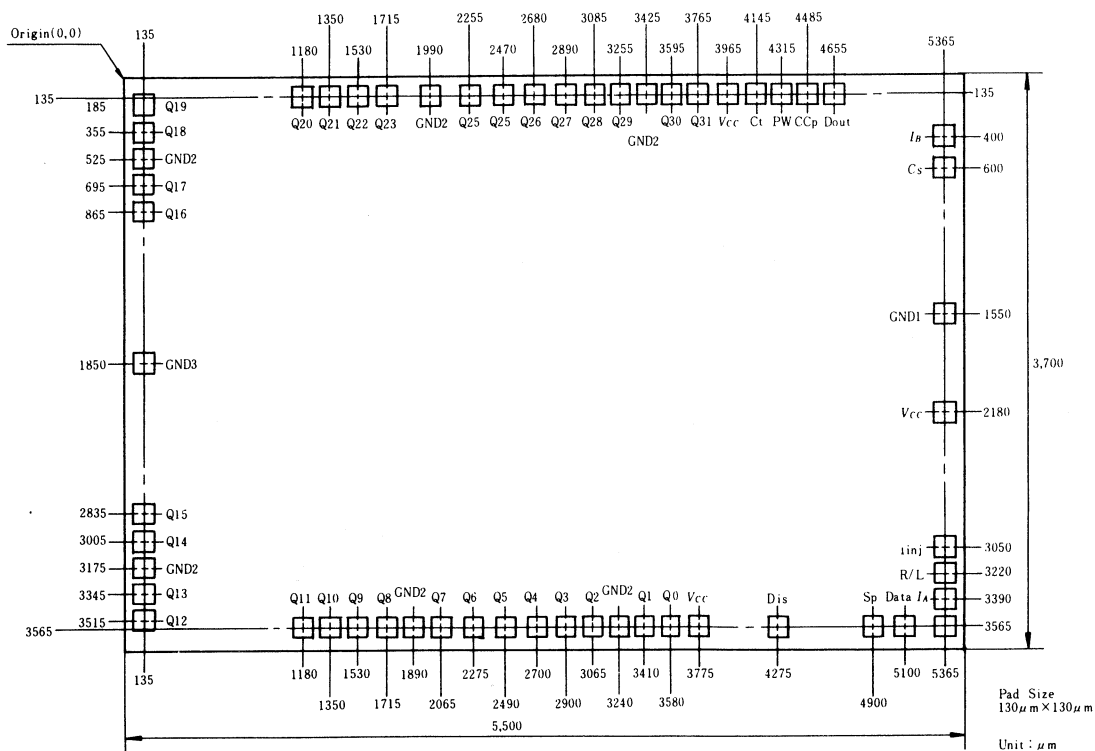 1350 1715 2255 2680 3085 3425 3765 4145 4485
Origin(0,0) 135 5365
1180 1530 1990 2470 2890 3255 3595 3965 4315 4655
135 135
185 Q19
Q20 Q21 Q22 Q23 GND2 Q25 Q25 Q26 Q27 Q28 Q29 Q30 Q31 Vcc Ct PW CCp Dout
GND2
355 Q18
IB 400
525 GND2
Cs 600
695 Q17
865 Q16
GND1 1550
1850 GND3
3,700
Vcc 2180
2835 Q15
3005 Q14
iinj 3050
3175 GND2
R/L 3220
3345 Q13
Q11 Q10 Q9 Q8 GND2 Q7 Q6 Q5 Q4 Q3 Q2 GND2 Q1 Q0 Vcc Dis Sp Data IA 3390
3515 Q12
3565 3565
135 1180 1530 1890 2275 2700 3065 3410 3775 4275 5100 5365
1350 1715 2065 2490 2900 3240 3580 4900
5,500
Pad Size
130μm×130μm
Unit : μm